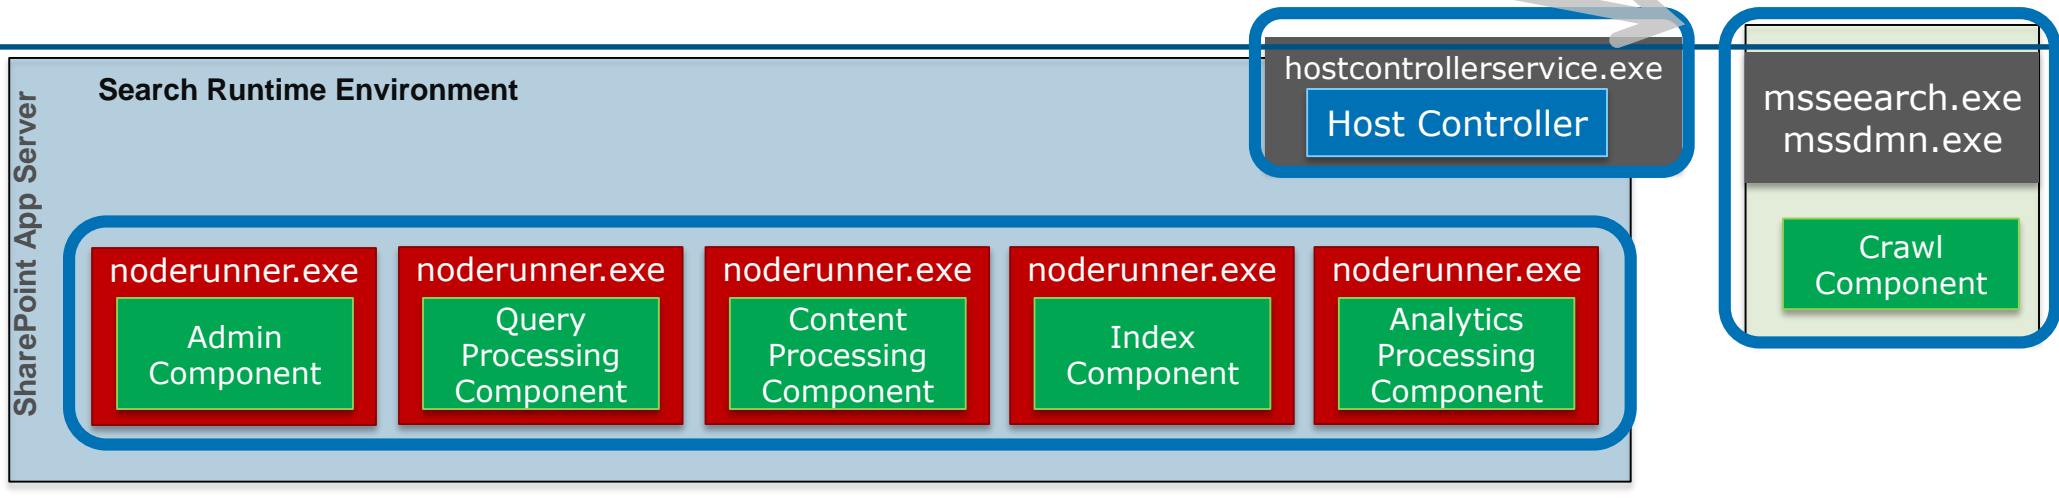 SharePoint App Server
Search Runtime Environment
hostcontrollerservice.exe
Host Controller
msseearch.exe
mssdmn.exe
Crawl
Component
noderunner.exe
Admin
Component
noderunner.exe
Query
Processing
Component
noderunner.exe
Content
Processing
Component
noderunner.exe
Index
Component
noderunner.exe
Analytics
Processing
Component